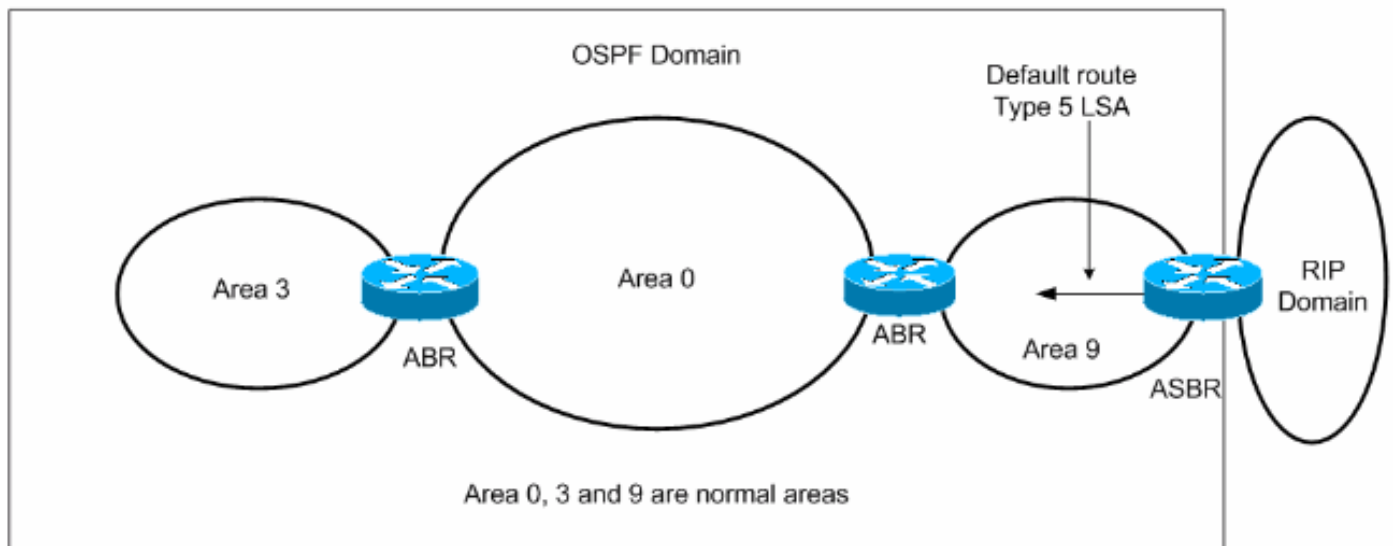 OSPF Domain
Default route
Type 5 LSA
Area 3
Area 0
RIP
Domain
ABR
ABR
Area 9
ASBR
Area 0, 3 and 9 are normal areas